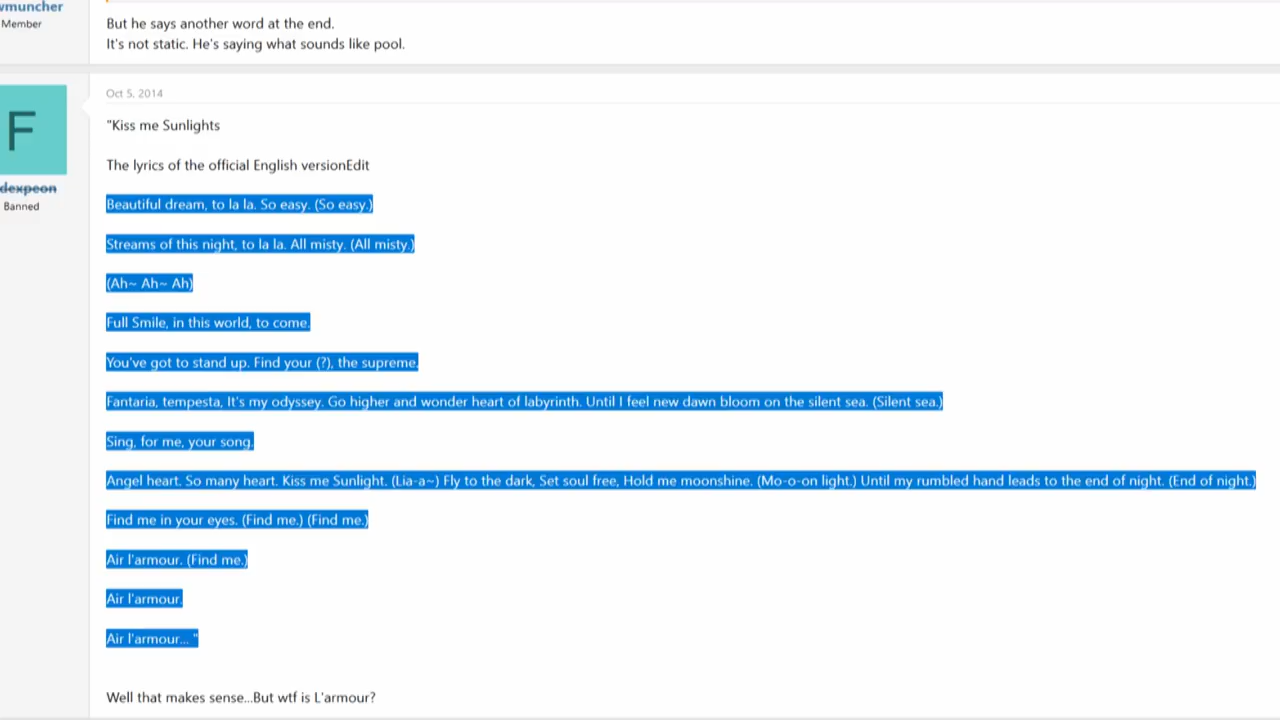 wmuncher
Member
But he says another word at the end.
It's not static. He's saying what sounds like pool.
Oct 5, 2014
F
dexpeon
Banned
"Kiss me Sunlights
The lyrics of the official English versionEdit
Beautiful dream, to la la. So easy. (So easy.)
Streams of this night, to la la. All misty. (All misty.)
(Ah~ Ah~ Ah)
Full Smile, in this world, to come.
You've got to stand up. Find your (?), the supreme.
Fantaria, tempesta, It's my odyssey. Go higher and wonder heart of labyrinth. Until I feel new dawn bloom on the silent sea. (Silent sea.)
Sing, for me, your song.
Angel heart. So many heart. Kiss me Sunlight. (Lia-a~) Fly to the dark, Set soul free, Hold me moonshine. (Mo-o-on light.) Until my rumbled hand leads to the end of night. (End of night.)
Find me in your eyes. (Find me.) (Find me.)
Air l'armour. (Find me.)
Air l'armour.
Air l'armour... "
Well that makes sense...But wtf is L'armour?